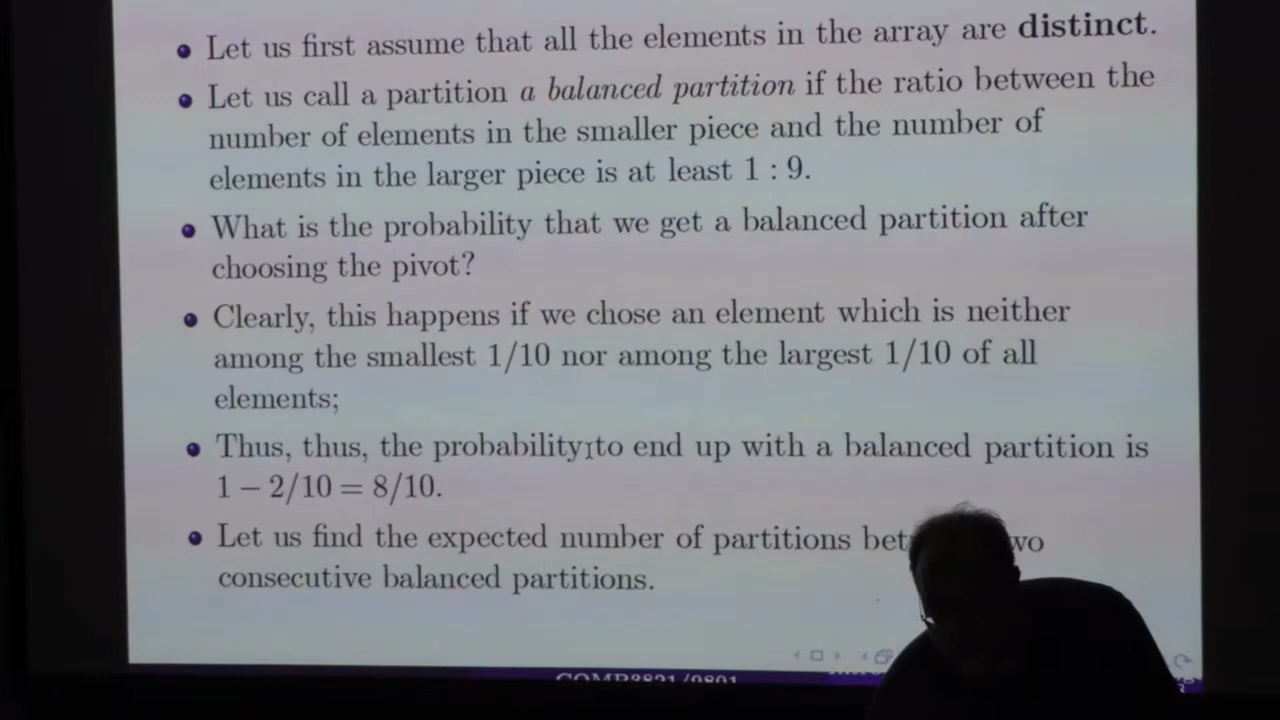 Let us first assume that all the elements in the array are distinct.
Let us call a partition a balanced partition if the ratio between the
number of elements in the smaller piece and the number of
elements in the larger piece is at least 1 : 9.
What is the probability that we get a balanced partition after
choosing the pivot?
Clearly, this happens if we chose an element which is neither
among the smallest 1/10 nor among the largest 1/10 of all
elements;
Thus, thus, the probability to end up with a balanced partition is
1 − 2/10 = 8/10.
Let us find the expected number of partitions
consecutive balanced partitions.